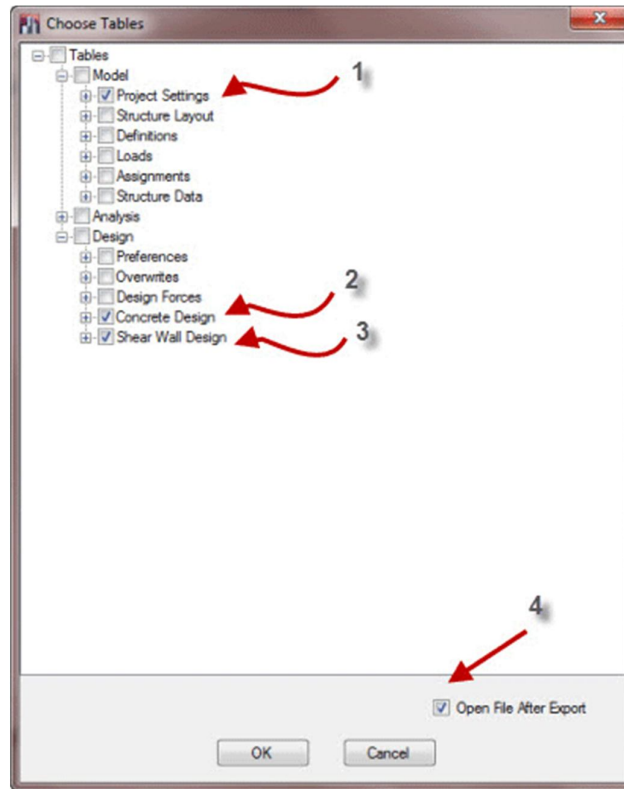 Choose Tables
Tables
Model
1
Project Settings
Structure Layout
Definitions
Loads
Assignments
Structure Data
Analysis
Design
Preferences
Overwrites
2
Design Forces
Concrete Design
3
Shear Wall Design
4
Open File After Export
OK Cancel